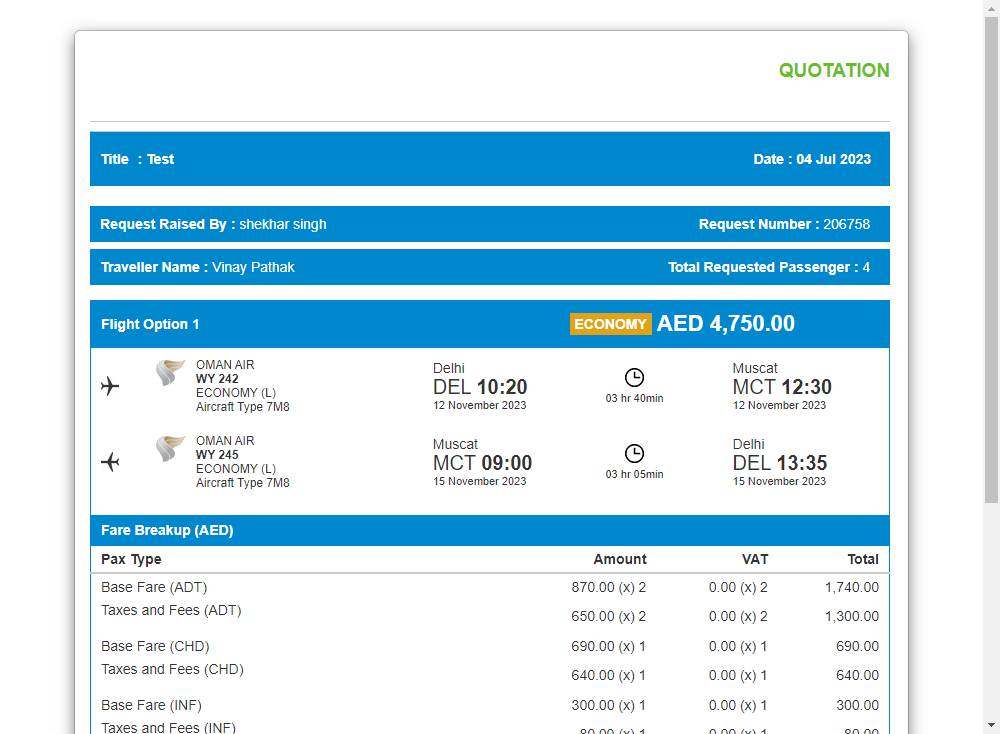 QUOTATION
Title : Test Date : 04 Jul 2023
Request Raised By : shekhar singh Request Number : 206758
Traveller Name : Vinay Pathak Total Requested Passenger : 4
Flight Option 1 ECONOMY AED 4,750.00
OMAN AIR
WY 242
ECONOMY (L)
Aircraft Type 7M8
Delhi
DEL 10:20
12 November 2023
03 hr 40min
Muscat
MCT 12:30
12 November 2023
OMAN AIR
WY 245
ECONOMY (L)
Aircraft Type 7M8
Muscat
MCT 09:00
15 November 2023
03 hr 05min
Delhi
DEL 13:35
15 November 2023
Fare Breakup (AED)
Pax Type Amount VAT Total
Base Fare (ADT) 870.00 (x) 2 0.00 (x) 2 1,740.00
Taxes and Fees (ADT) 650.00 (x) 2 0.00 (x) 2 1,300.00
Base Fare (CHD) 690.00 (x) 1 0.00 (x) 1 690.00
Taxes and Fees (CHD) 640.00 (x) 1 0.00 (x) 1 640.00
Base Fare (INF) 300.00 (x) 1 0.00 (x) 1 300.00
Taxes and Fees (INF) 80.00 (x) 1 0.00 (x) 1 80.00